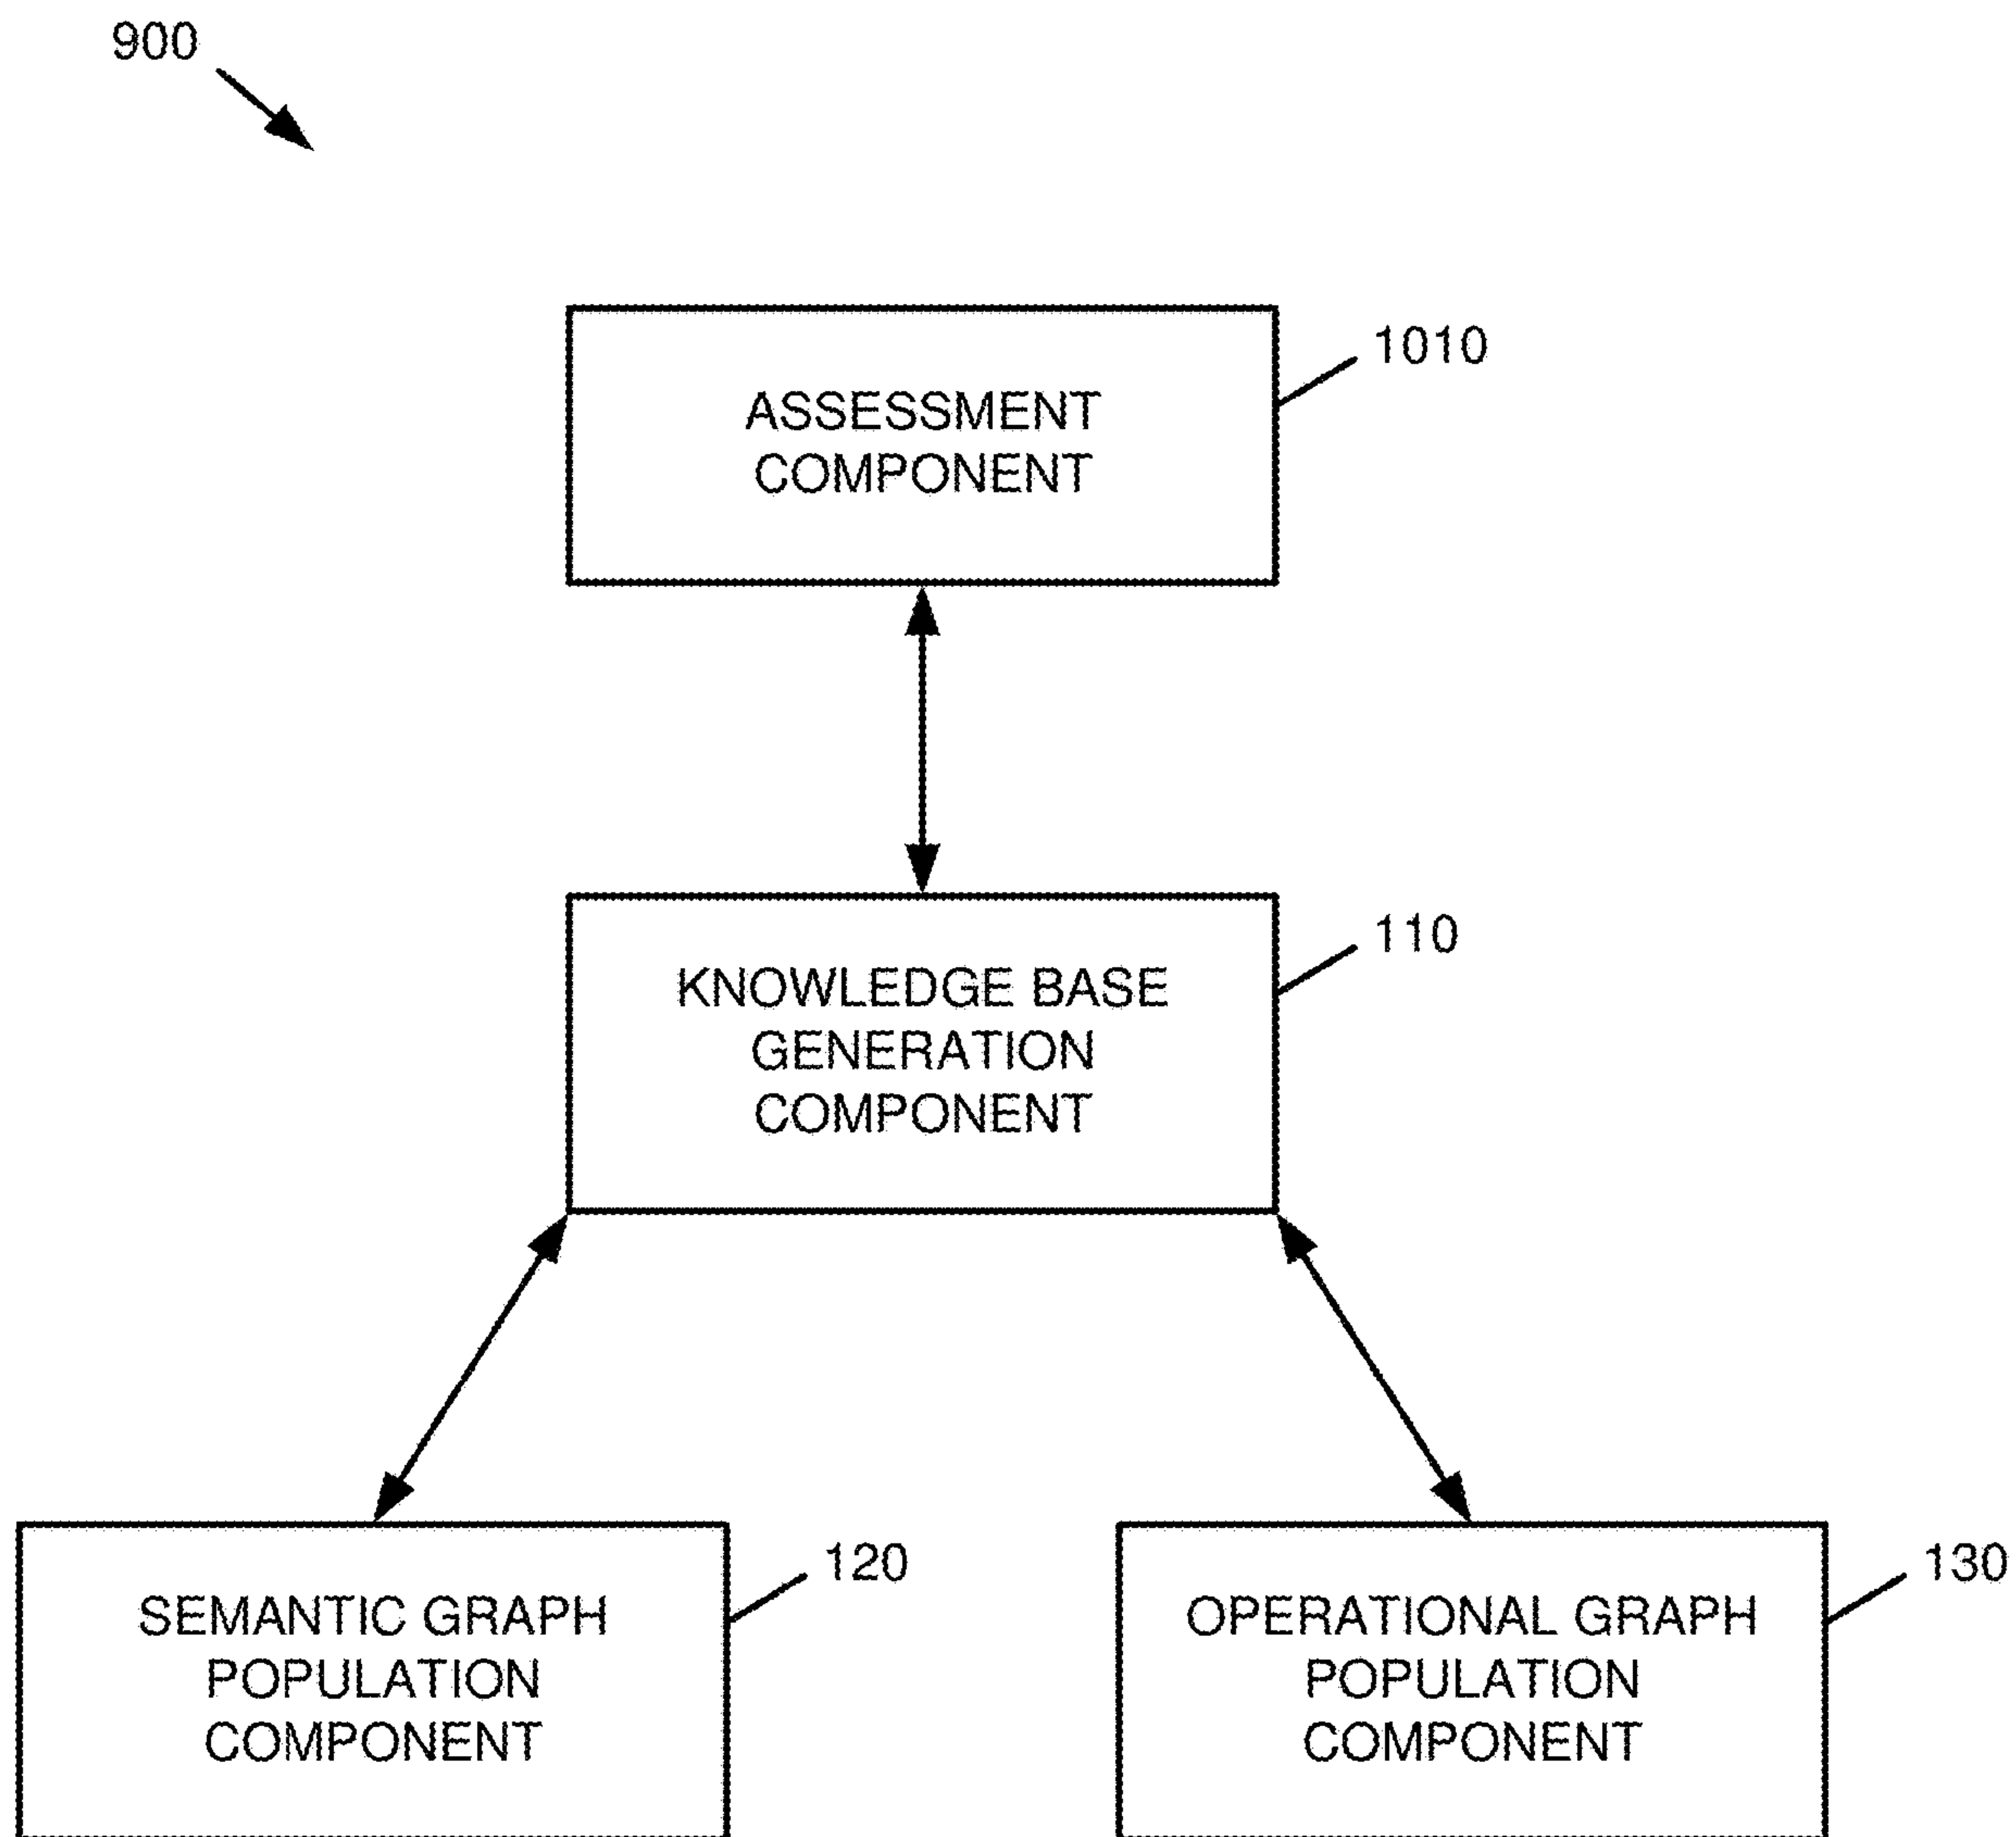 900
ASSESSMENT
COMPONENT
1010
KNOWLEDGE BASE
GENERATION
COMPONENT
110
SEMANTIC GRAPH
POPULATION
COMPONENT
120
OPERATIONAL GRAPH
POPULATION
COMPONENT
130